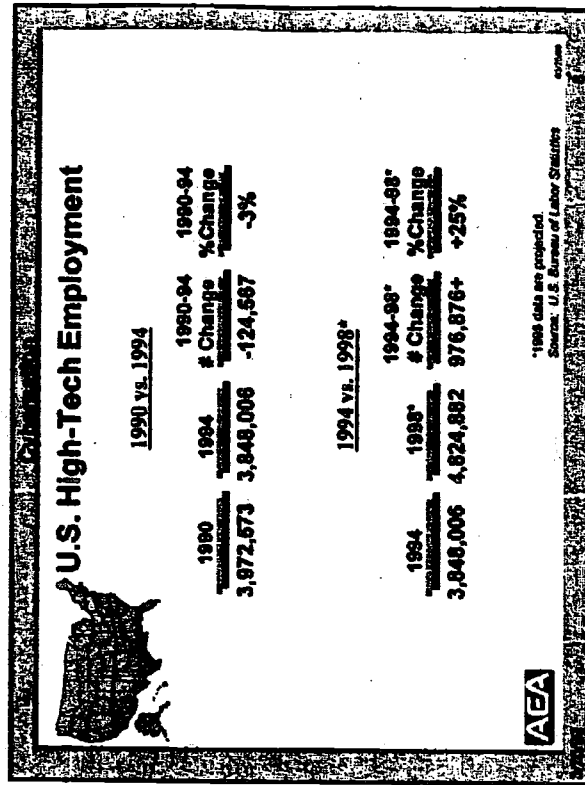 U.S. High-Tech Employment
1990 vs. 1994
1990-94 1990-94
1990 1994 # Change %Change
3,972,573 3,848,006 -124,567 -3%
1994 vs. 1998*
1994-98* 1994-98*
1994 1998* # Change %Change
3,848,006 4,824,882 976,876+ +25%
*1998 data are projected.
Source: U.S. Bureau of Labor Statistics
AEA